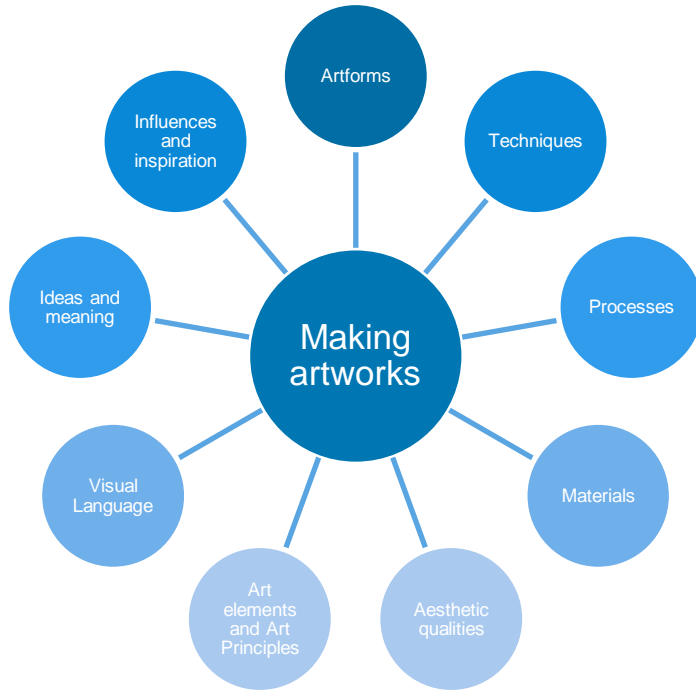 Artforms
Techniques
Processes
Materials
Aesthetic
qualities
Art
elements
and Art
Principles
Visual
Language
Ideas and
meaning
Influences
and
inspiration
Making
artworks